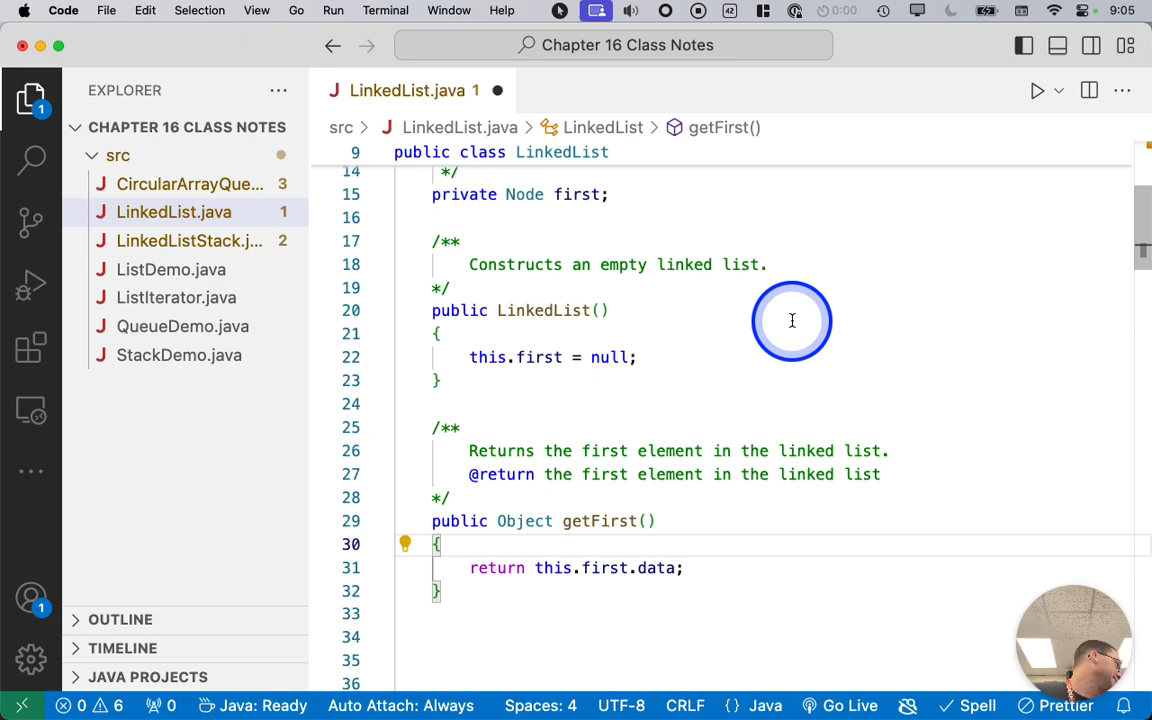 Code File Edit Selection View Go Run Terminal Window Help 42 0:00 9:05
Chapter 16 Class Notes
EXPLORER
LinkedList.java 1
CHAPTER 16 CLASS NOTES
src
CircularArrayQue... 3
LinkedList.java 1
LinkedListStack.j... 2
ListDemo.java
ListIterator.java
QueueDemo.java
StackDemo.java
OUTLINE
TIMELINE
JAVA PROJECTS
1
1
src > J LinkedList.java > LinkedList > getFirst()
9 public class LinkedList
14 */
15 private Node first;
16
17 /**
18 Constructs an empty linked list.
19 */
20 public LinkedList()
21 {
22 this.first = null;
23 }
24
25 /**
26 Returns the first element in the linked list.
27 @return the first element in the linked list
28 */
29 public Object getFirst()
30 {
31 return this.first.data;
32 }
33
34
35
36
0 6 0 Java: Ready Auto Attach: Always Spaces: 4 UTF-8 CRLF {} Java Go Live Spell Prettier